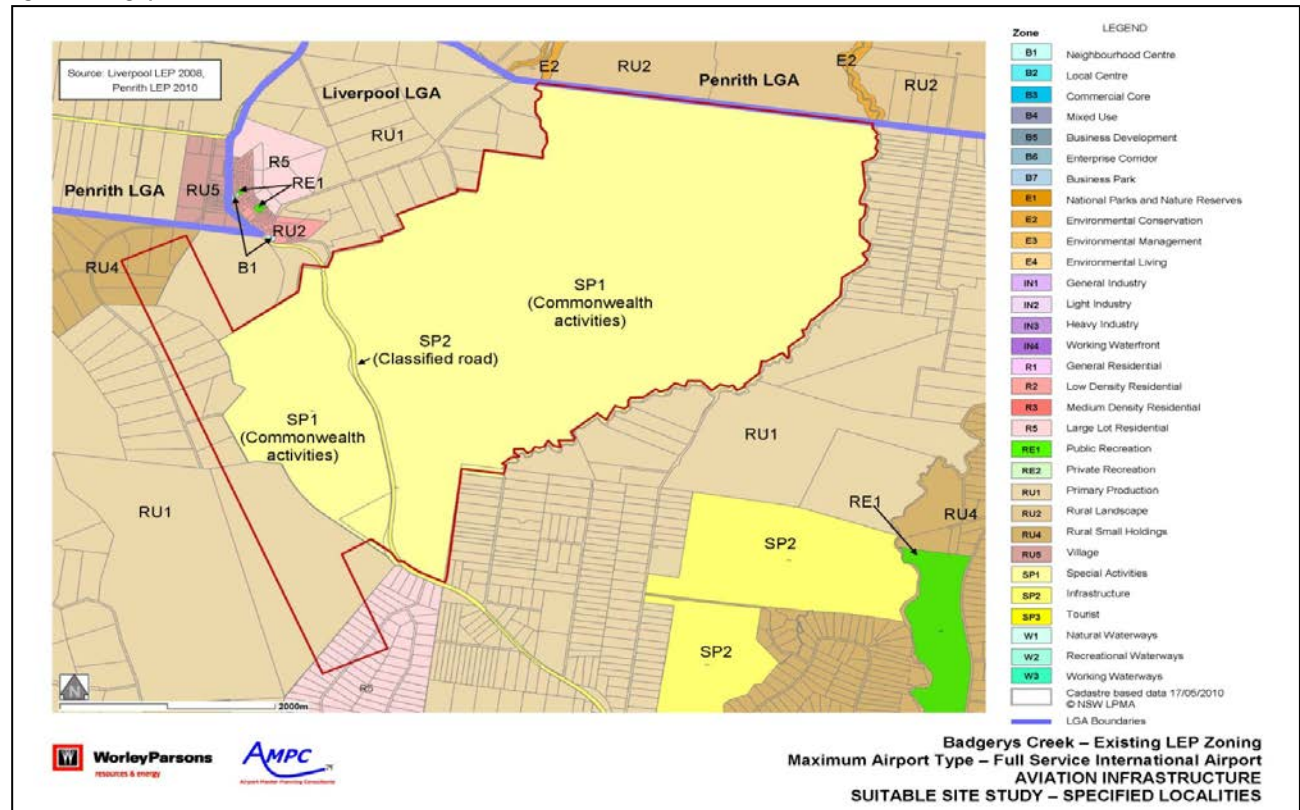 Source: Liverpool LEP 2008,
Penrith LEP 2010
E2
RU2
Penrith LGA
E2
RU2
Liverpool LGA
RU1
R5
RE1
Penrith LGA
RU5
RU2
B1
RU4
SP1
(Commonwealth
activities)
SP2
(Classified road)
SP1
(Commonwealth
activities)
RU1
RU1
RE1
RU4
SP2
SP2
R5
N
2000m
LEGEND
Zone
B1 Neighbourhood Centre
B2 Local Centre
B3 Commercial Core
B4 Mixed Use
B5 Business Development
B6 Enterprise Corridor
B7 Business Park
E1 National Parks and Nature Reserves
E2 Environmental Conservation
E3 Environmental Management
E4 Environmental Living
IN1 General Industry
IN2 Light Industry
IN3 Heavy Industry
IN4 Working Waterfront
R1 General Residential
R2 Low Density Residential
R3 Medium Density Residential
R5 Large Lot Residential
RE1 Public Recreation
RE2 Private Recreation
RU1 Primary Production
RU2 Rural Landscape
RU4 Rural Small Holdings
RU5 Village
SP1 Special Activities
SP2 Infrastructure
SP3 Tourist
W1 Natural Waterways
W2 Recreational Waterways
W3 Working Waterways
Cadastre based data 17/05/2010
© NSW LPMA
LGA Boundaries
W WorleyParsons
resources & energy
AMPC
Airport Master Planning Consultants
Badgerys Creek – Existing LEP Zoning
Maximum Airport Type – Full Service International Airport
AVIATION INFRASTRUCTURE
SUITABLE SITE STUDY – SPECIFIED LOCALITIES